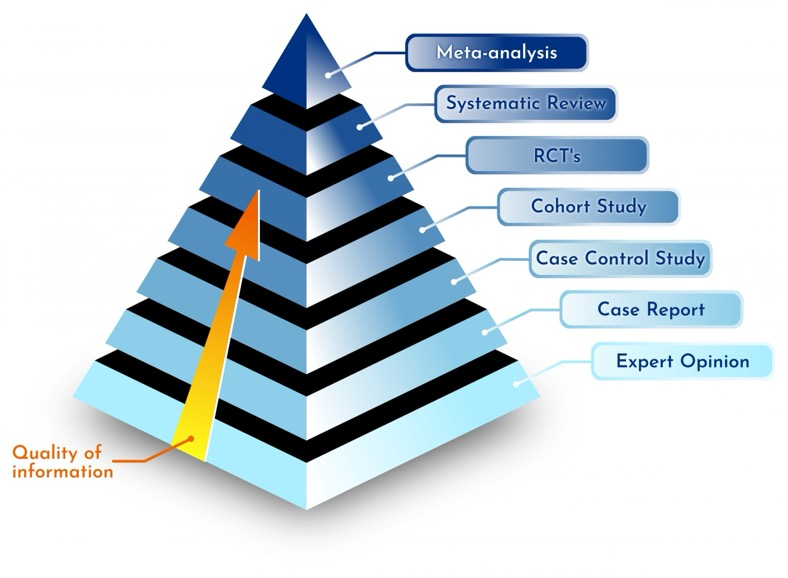 Meta-analysis
Systematic Review
RCT's
Cohort Study
Case Control Study
Case Report
Expert Opinion
Quality of
information